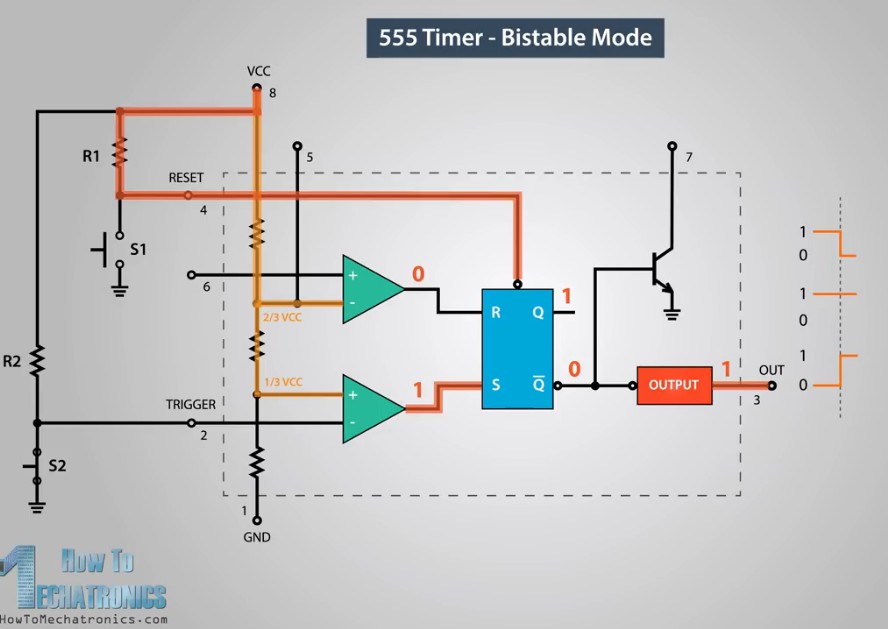 555 Timer - Bistable Mode
VCC
8
5
7
R1
RESET
4
S1
6
0
+
-
2/3 VCC
R
Q
1
1
0
1
0
1
0
R2
1/3 VCC
+
-
1
S
Q̅
0
OUTPUT
1
OUT
3
TRIGGER
2
S2
1
GND
How To
MECHATRONICS
HowToMechatronics.com